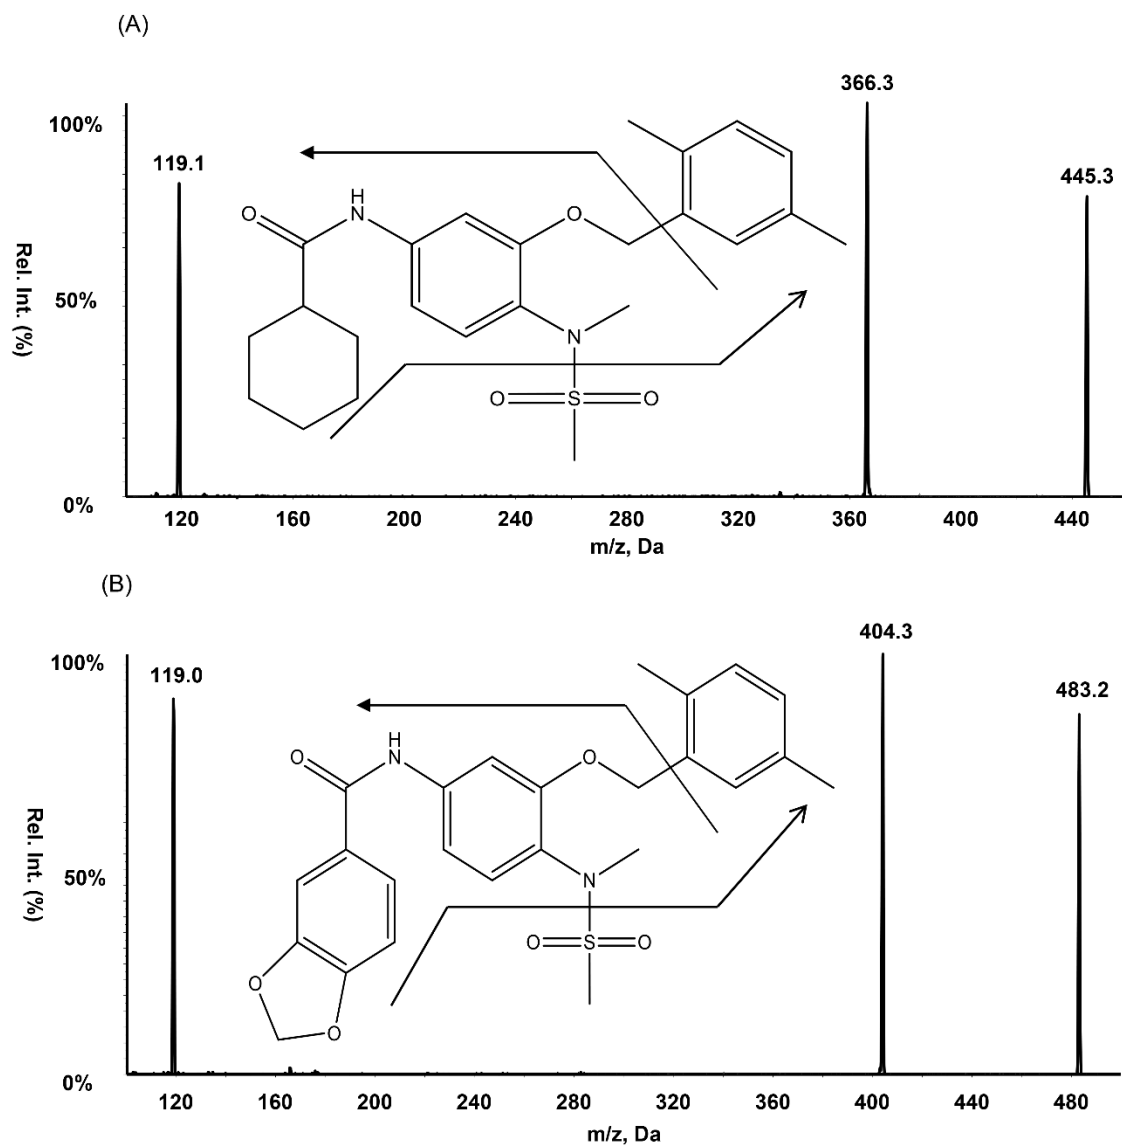 (A)
366.3
100%
119.1
445.3
H
N
O
O
Rel. Int. (%)
50%
N
O
S
O
0%
120
160
200
240
280
320
360
400
440
m/z, Da
(B)
404.3
100%
119.0
483.2
H
N
O
O
Rel. Int. (%)
50%
N
O
S
O
O
O
0%
120
160
200
240
280
320
360
400
440
480
m/z, Da